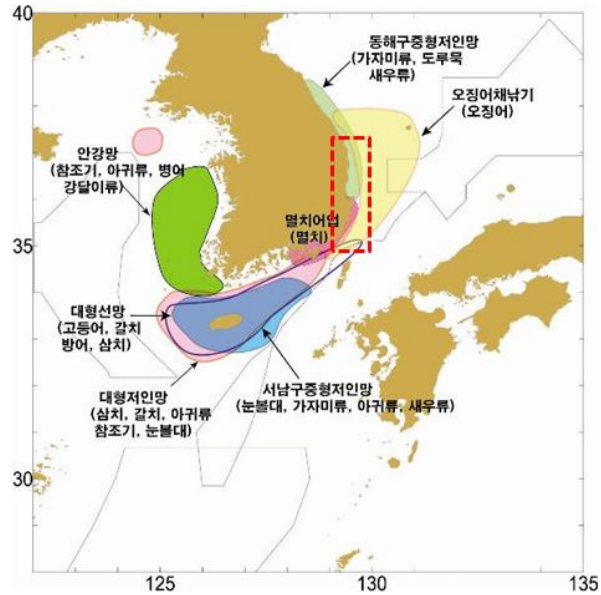 40
동해구중형저인망
(가자미류, 도루묵
새우류)
오징어채낚기
(오징어)
안강망
(참조기, 아귀류, 병어
강달이류)
멸치어업
(멸치)
35
대형선망
(고등어, 갈치
방어, 삼치)
대형저인망
(삼치, 갈치, 아귀류
참조기, 눈볼대)
서남구중형저인망
(눈볼대, 가자미류, 아귀류, 새우류)
30
125
130
135